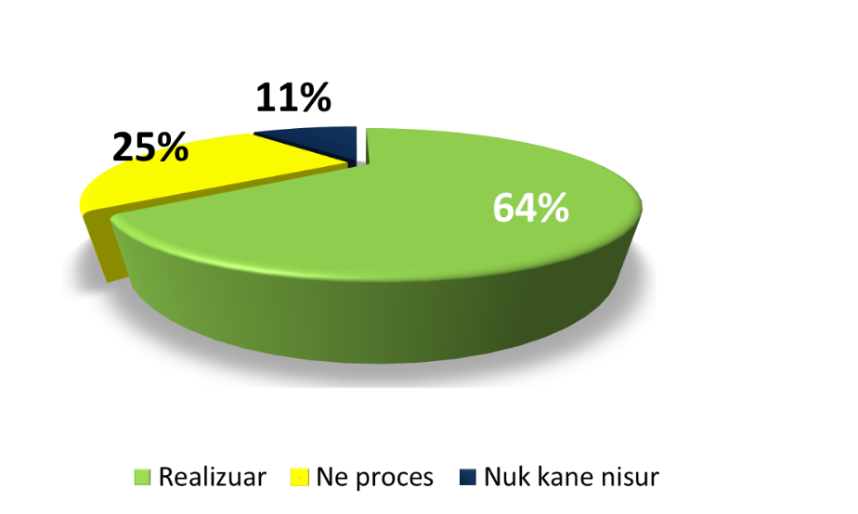 11%
25%
64%
Realizuar Ne proces Nuk kane nisur